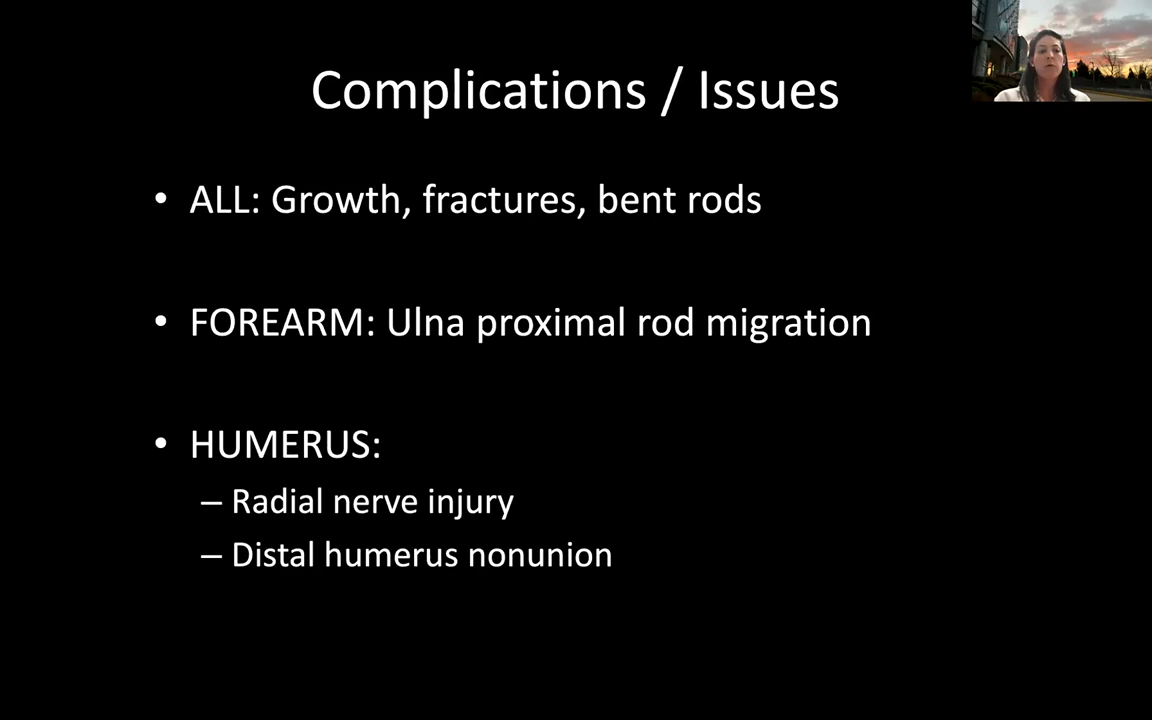 Complications / Issues
• ALL: Growth, fractures, bent rods
• FOREARM: Ulna proximal rod migration
• HUMERUS:
– Radial nerve injury
– Distal humerus nonunion